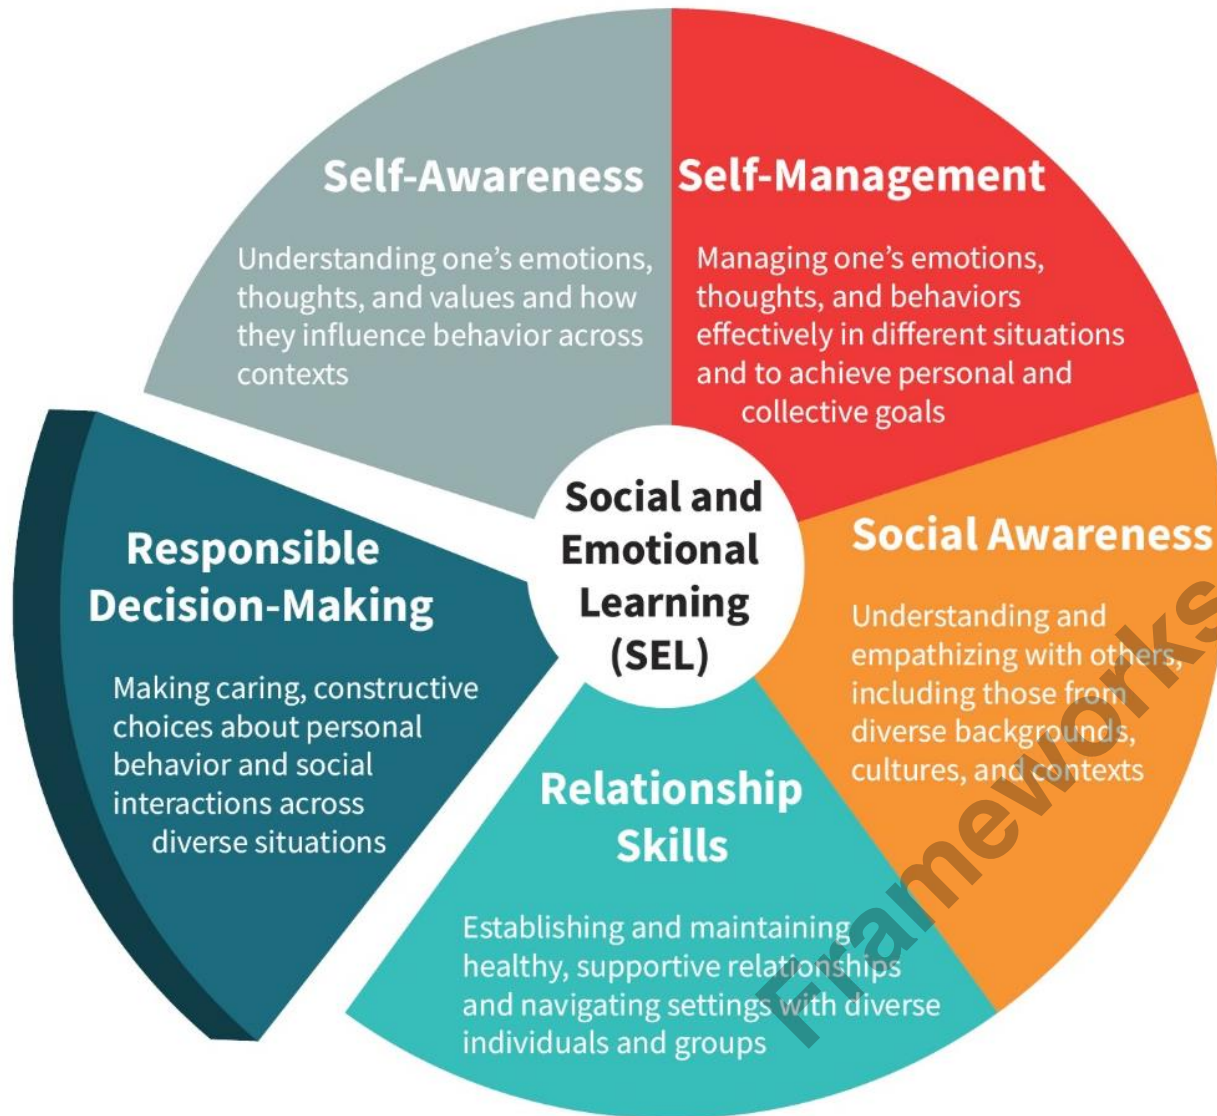 Self-Awareness
Understanding one's emotions,
thoughts, and values and how
they influence behavior across
contexts
Self-Management
Managing one's emotions,
thoughts, and behaviors
effectively in different situations
and to achieve personal and
collective goals
Social Awareness
Understanding and
empathizing with others,
including those from
diverse backgrounds,
cultures, and contexts
Relationship
Skills
Establishing and maintaining
healthy, supportive relationships
and navigating settings with diverse
individuals and groups
Responsible
Decision-Making
Making caring, constructive
choices about personal
behavior and social
interactions across
diverse situations
Social and
Emotional
Learning
(SEL)
Frameworks